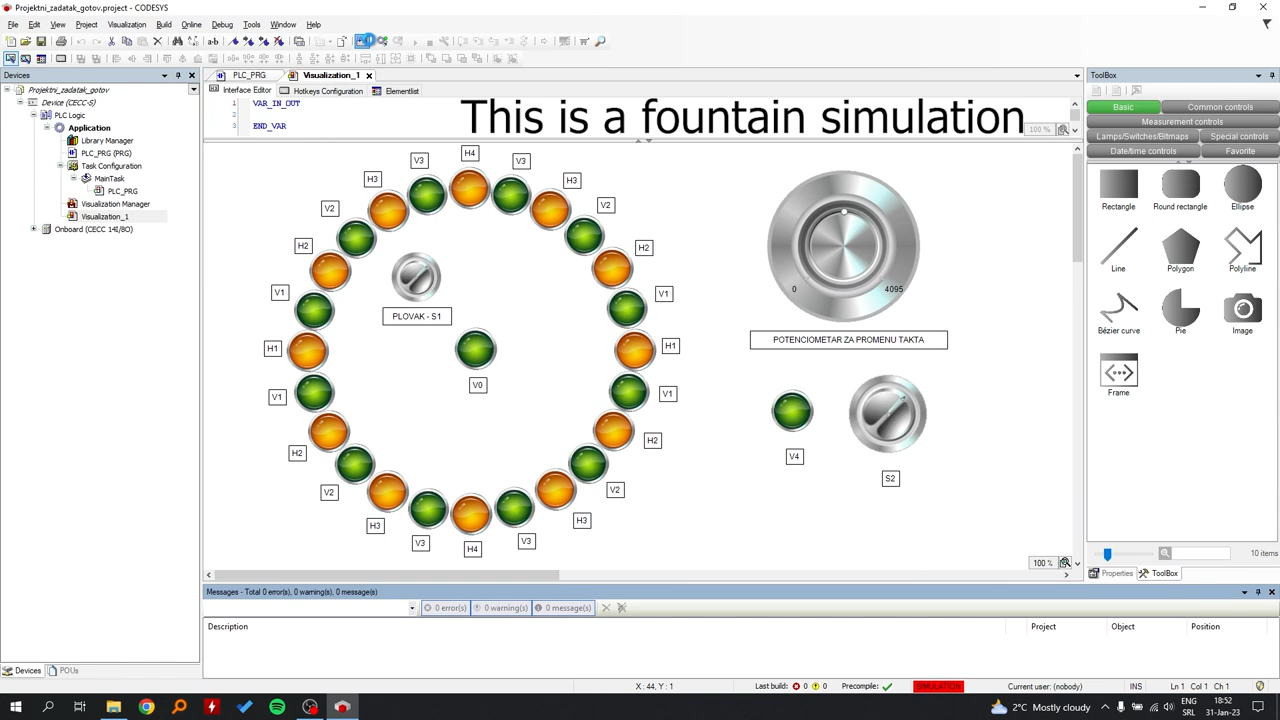 Projektni_zadatak_gotov.project - CODESYS
File Edit View Project Visualization Build Online Debug Tools Window Help
Devices
PLC_PRG
Visualization_1
ToolBox
Projektni_zadatak_gotov
Device (CECC-S)
PLC Logic
Application
Library Manager
PLC_PRG (PRG)
Task Configuration
MainTask
PLC_PRG
Visualization Manager
Visualization_1
Onboard (CECC 14I/8O)
Interface Editor
Hotkeys Configuration
Elementlist
1 VAR_IN_OUT
2
3 END_VAR
This is a fountain simulation
100 %
V3 H4 V3
H3 H3
V2 V2
H2 H2
V1 V1
PLOVAK - S1
H1 H1
V0
V1 V1
H2 H2
V2 V2
H3 H3
V3 V3
H4
0 4095
POTENCIOMETAR ZA PROMENU TAKTA
V4
S2
100 %
Basic
Common controls
Measurement controls
Lamps/Switches/Bitmaps
Special controls
Date/time controls
Favorite
Rectangle Round rectangle Ellipse
Line Polygon Polyline
Bézier curve Pie Image
Frame
10 items
Properties ToolBox
Messages - Total 0 error(s), 0 warning(s), 0 message(s)
0 error(s) 0 warning(s) 0 message(s)
Description Project Object Position
Devices POUs
X : 44, Y : 1
Last build: 0 0
Precompile:
SIMULATION
Current user: (nobody)
INS
Ln 1 Col 1 Ch 1
2°C Mostly cloudy
ENG
SRL
18:52
31-Jan-23